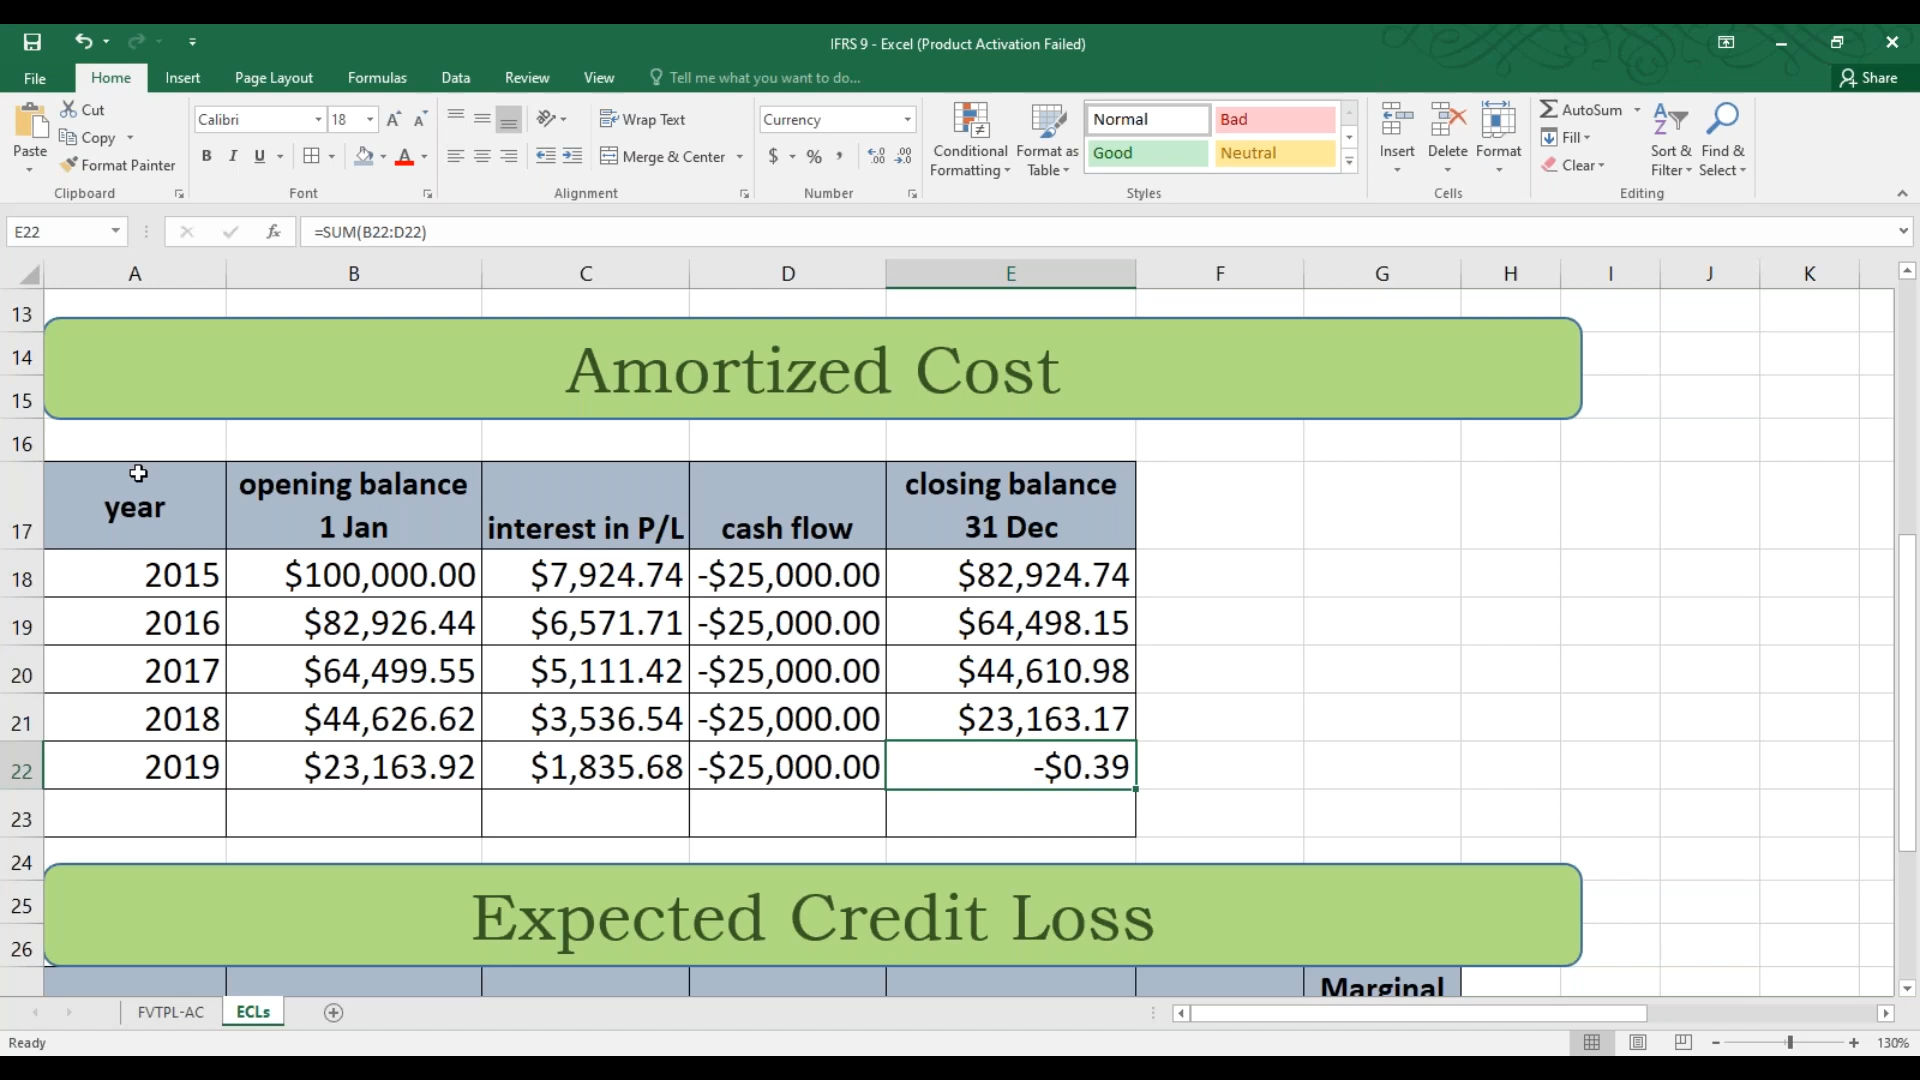 IFRS 9 - Excel (Product Activation Failed)
File Home Insert Page Layout Formulas Data Review View Tell me what you want to do... Share
Paste
Cut
Copy
Format Painter
Clipboard
Calibri 18
B I U
Font
Wrap Text
Merge & Center
Alignment
Currency
$ % ,
Number
Conditional Formatting
Format as Table
Normal Bad
Good Neutral
Styles
Insert Delete Format
Cells
AutoSum
Fill
Clear
Sort & Filter
Find & Select
Editing
E22 fx =SUM(B22:D22)
A B C D E F G H I J K
13
14
15
Amortized Cost
16
17 year opening balance 1 Jan interest in P/L cash flow closing balance 31 Dec
18 2015 $100,000.00 $7,924.74 -$25,000.00 $82,924.74
19 2016 $82,926.44 $6,571.71 -$25,000.00 $64,498.15
20 2017 $64,499.55 $5,111.42 -$25,000.00 $44,610.98
21 2018 $44,626.62 $3,536.54 -$25,000.00 $23,163.17
22 2019 $23,163.92 $1,835.68 -$25,000.00 -$0.39
23
24
25
26
Expected Credit Loss
Marginal
FVTPL-AC ECLs
Ready 130%